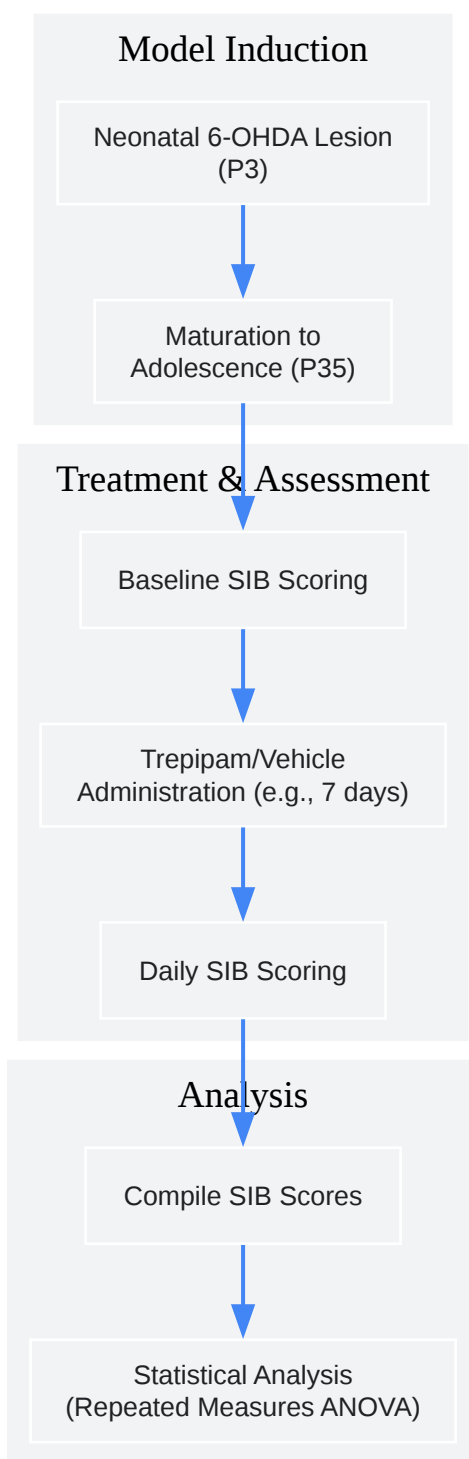 Model Induction
Neonatal 6-OHDA Lesion
(P3)
Maturation to
Adolescence (P35)
Treatment & Assessment
Baseline SIB Scoring
Trepipam/Vehicle
Administration (e.g., 7 days)
Daily SIB Scoring
Analysis
Compile SIB Scores
Statistical Analysis
(Repeated Measures ANOVA)